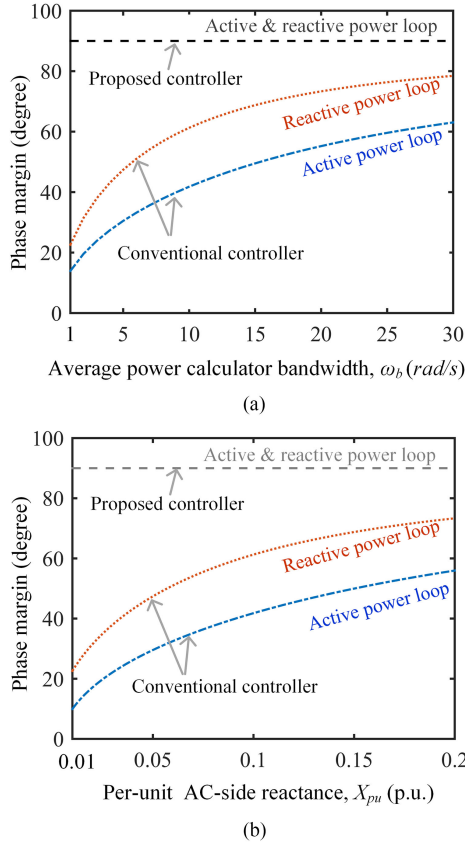 100
Active & reactive power loop
80
Proposed controller
Reactive power loop
60
Active power loop
40
Conventional controller
20
0
Phase margin (degree)
1 5 10 15 20 25 30
Average power calculator bandwidth, ω_b (rad/s)
(a)
100
Active & reactive power loop
80
Proposed controller
Reactive power loop
60
Active power loop
40
Conventional controller
20
0
Phase margin (degree)
0.01 0.05 0.1 0.15 0.2
Per-unit AC-side reactance, X_pu (p.u.)
(b)